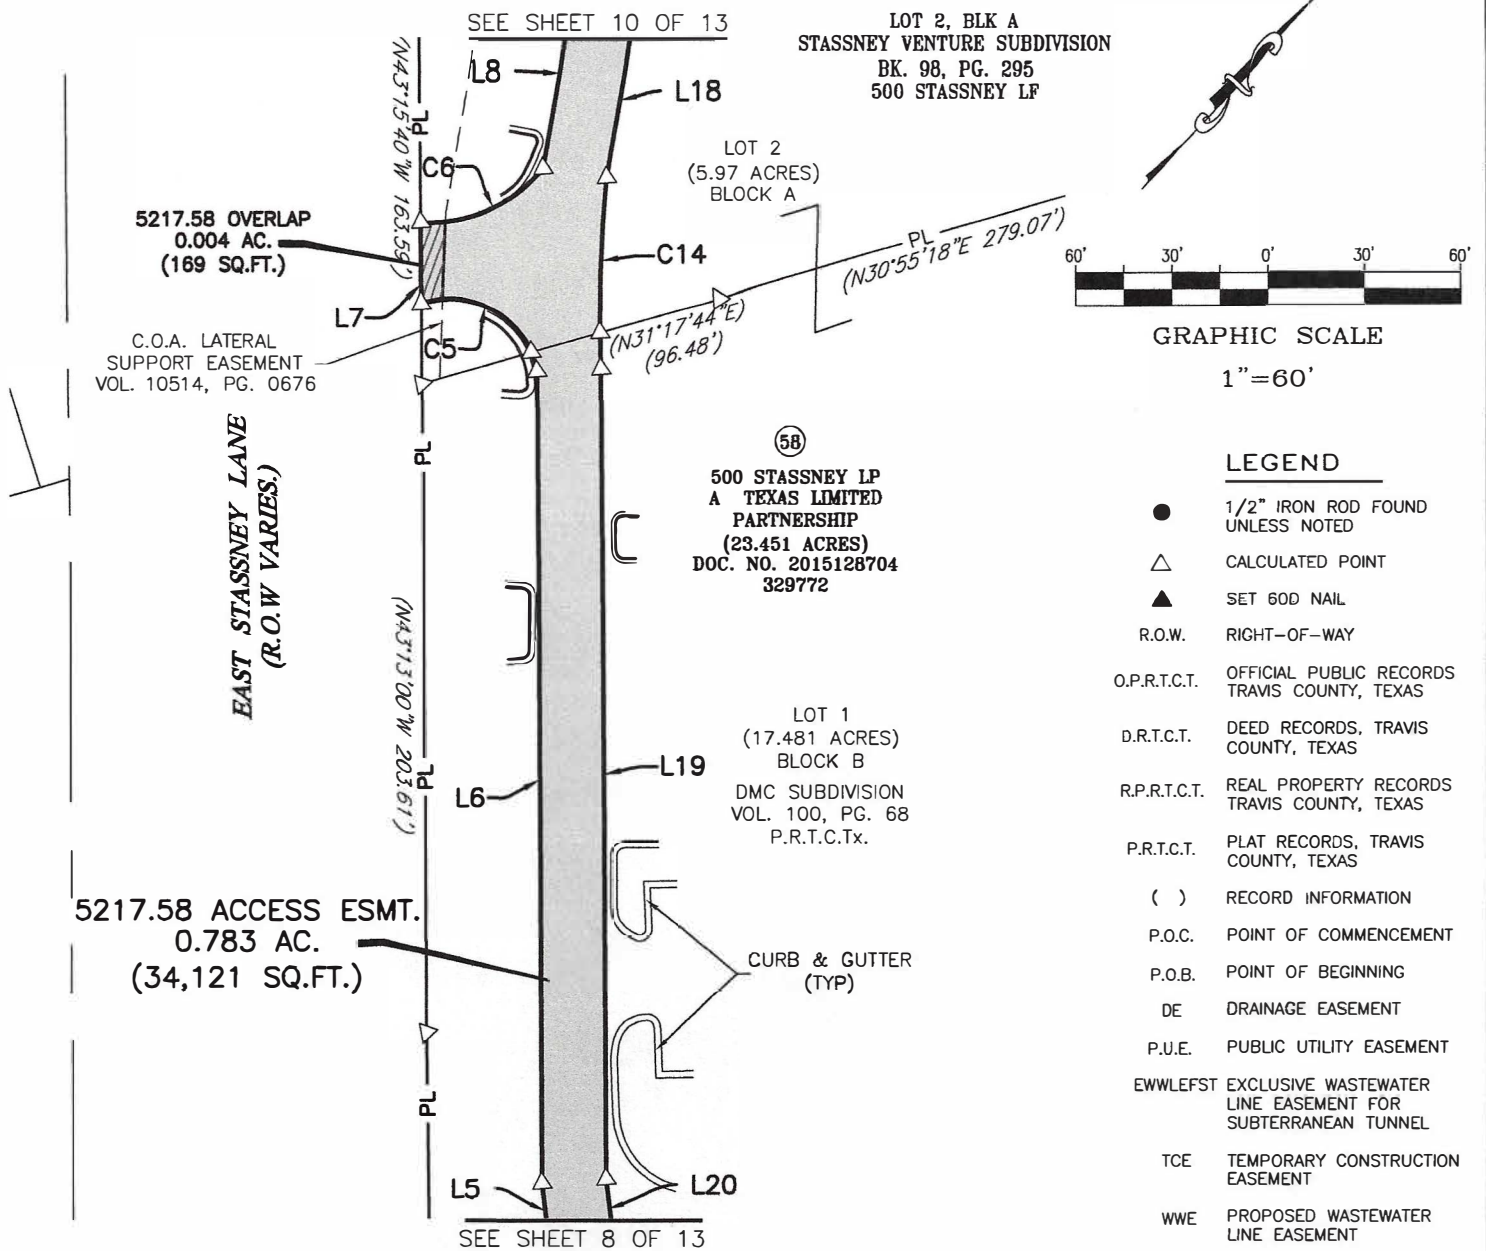 SEE SHEET 10 OF 13
LOT 2, BLK A
STASSNEY VENTURE SUBDIVISION
BK. 98, PG. 295
500 STASSNEY LF
L8
L18
(N43°15'40"W 163.59')
PL
C6
LOT 2
(5.97 ACRES)
BLOCK A
5217.58 OVERLAP
0.004 AC.
(169 SQ.FT.)
C14
PL
(N30°55'18"E 279.07')
L7
C5
(N31°17'44"E)
(96.48')
C.O.A. LATERAL
SUPPORT EASEMENT
VOL. 10514, PG. 0676
60' 30' 0' 30' 60'
GRAPHIC SCALE
1"=60'
EAST STASSNEY LANE
(R.O.W VARIES.)
PL
58
500 STASSNEY LP
A TEXAS LIMITED
PARTNERSHIP
(23.451 ACRES)
DOC. NO. 2015128704
329772
(N43°13'00"W 203.61')
PL
L6
L19
LOT 1
(17.481 ACRES)
BLOCK B
DMC SUBDIVISION
VOL. 100, PG. 68
P.R.T.C.Tx.
5217.58 ACCESS ESMT.
0.783 AC.
(34,121 SQ.FT.)
CURB & GUTTER
(TYP)
PL
L5
L20
SEE SHEET 8 OF 13
LEGEND
1/2" IRON ROD FOUND
UNLESS NOTED
CALCULATED POINT
SET 60D NAIL
R.O.W. RIGHT-OF-WAY
O.P.R.T.C.T. OFFICIAL PUBLIC RECORDS
TRAVIS COUNTY, TEXAS
D.R.T.C.T. DEED RECORDS, TRAVIS
COUNTY, TEXAS
R.P.R.T.C.T. REAL PROPERTY RECORDS
TRAVIS COUNTY, TEXAS
P.R.T.C.T. PLAT RECORDS, TRAVIS
COUNTY, TEXAS
( ) RECORD INFORMATION
P.O.C. POINT OF COMMENCEMENT
P.O.B. POINT OF BEGINNING
DE DRAINAGE EASEMENT
P.U.E. PUBLIC UTILITY EASEMENT
EWWLEFST EXCLUSIVE WASTEWATER
LINE EASEMENT FOR
SUBTERRANEAN TUNNEL
TCE TEMPORARY CONSTRUCTION
EASEMENT
WWE PROPOSED WASTEWATER
LINE EASEMENT